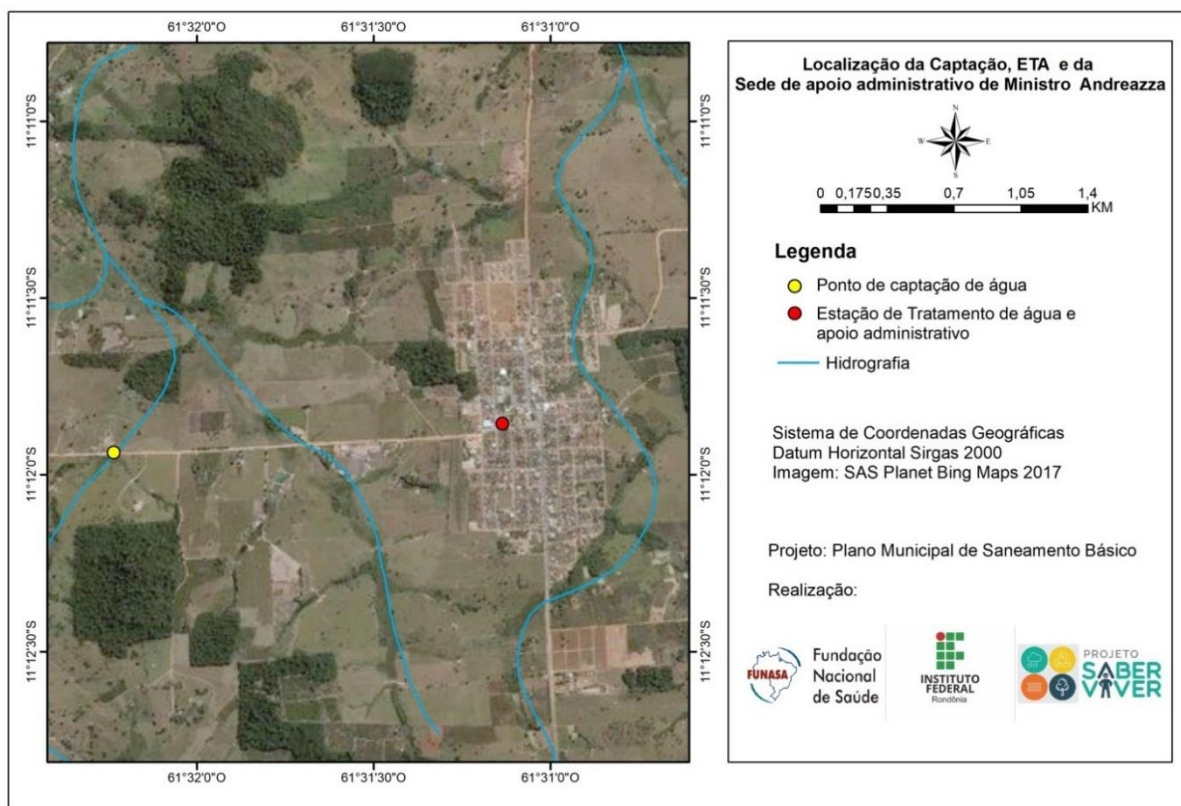 61°32'0"O
61°31'30"O
61°31'0"O
11°11'0"S
11°11'0"S
11°11'30"S
11°11'30"S
11°12'0"S
11°12'0"S
11°12'30"S
11°12'30"S
61°32'0"O
61°31'30"O
61°31'0"O
Localização da Captação, ETA e da
Sede de apoio administrativo de Ministro Andreazza
N
W
E
S
0 0,175 0,35 0,7 1,05 1,4
KM
Legenda
Ponto de captação de água
Estação de Tratamento de água e
apoio administrativo
Hidrografia
Sistema de Coordenadas Geográficas
Datum Horizontal Sirgas 2000
Imagem: SAS Planet Bing Maps 2017
Projeto: Plano Municipal de Saneamento Básico
Realização:
FUNASA
Fundação
Nacional
de Saúde
INSTITUTO
FEDERAL
Rondônia
PROJETO
SABER
VIVER